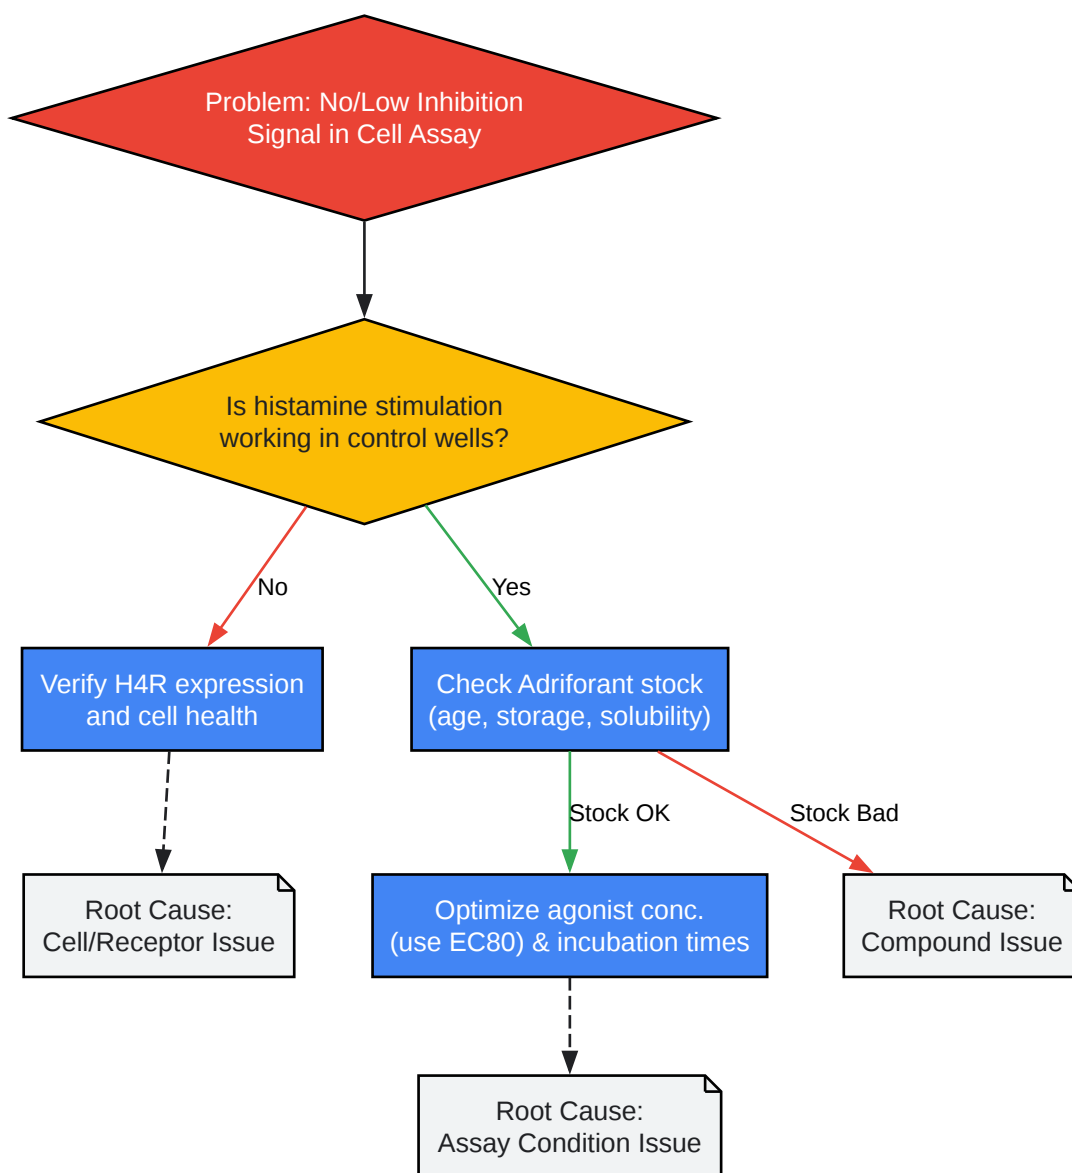 Problem: No/Low Inhibition
Signal in Cell Assay
Is histamine stimulation
working in control wells?
No
Yes
Verify H4R expression
and cell health
Check Adriforant stock
(age, storage, solubility)
Stock OK
Stock Bad
Root Cause:
Cell/Receptor Issue
Optimize agonist conc.
(use EC80) & incubation times
Root Cause:
Compound Issue
Root Cause:
Assay Condition Issue